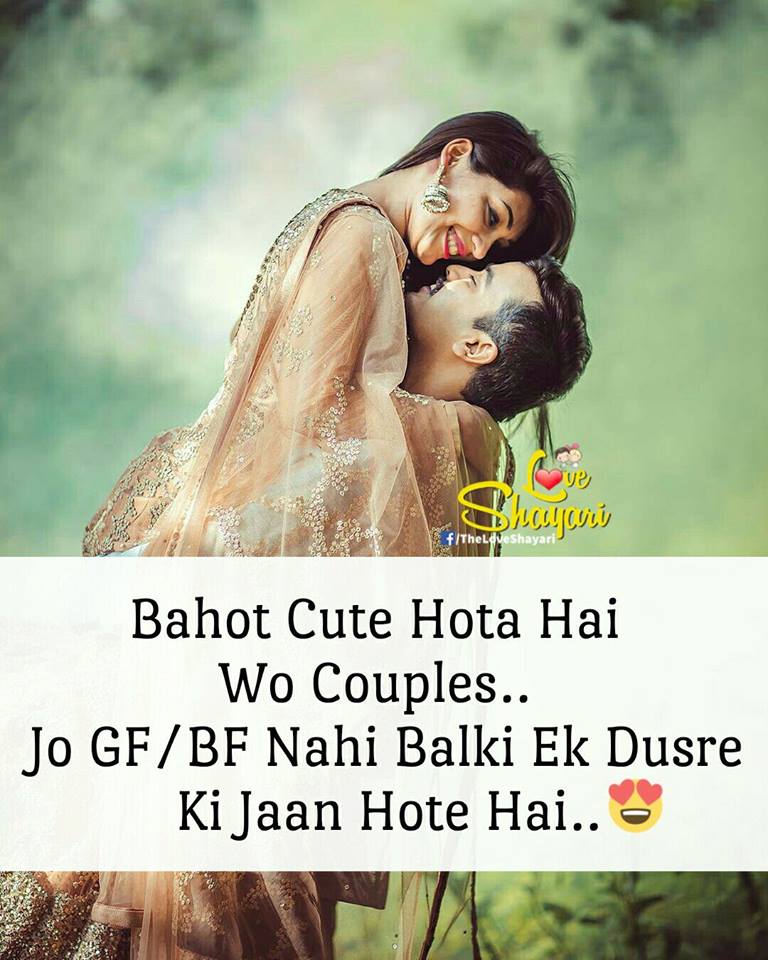 Love
Shayari
f/TheLoveShayari
Bahot Cute Hota Hai
Wo Couples..
Jo GF/BF Nahi Balki Ek Dusre
Ki Jaan Hote Hai..😍